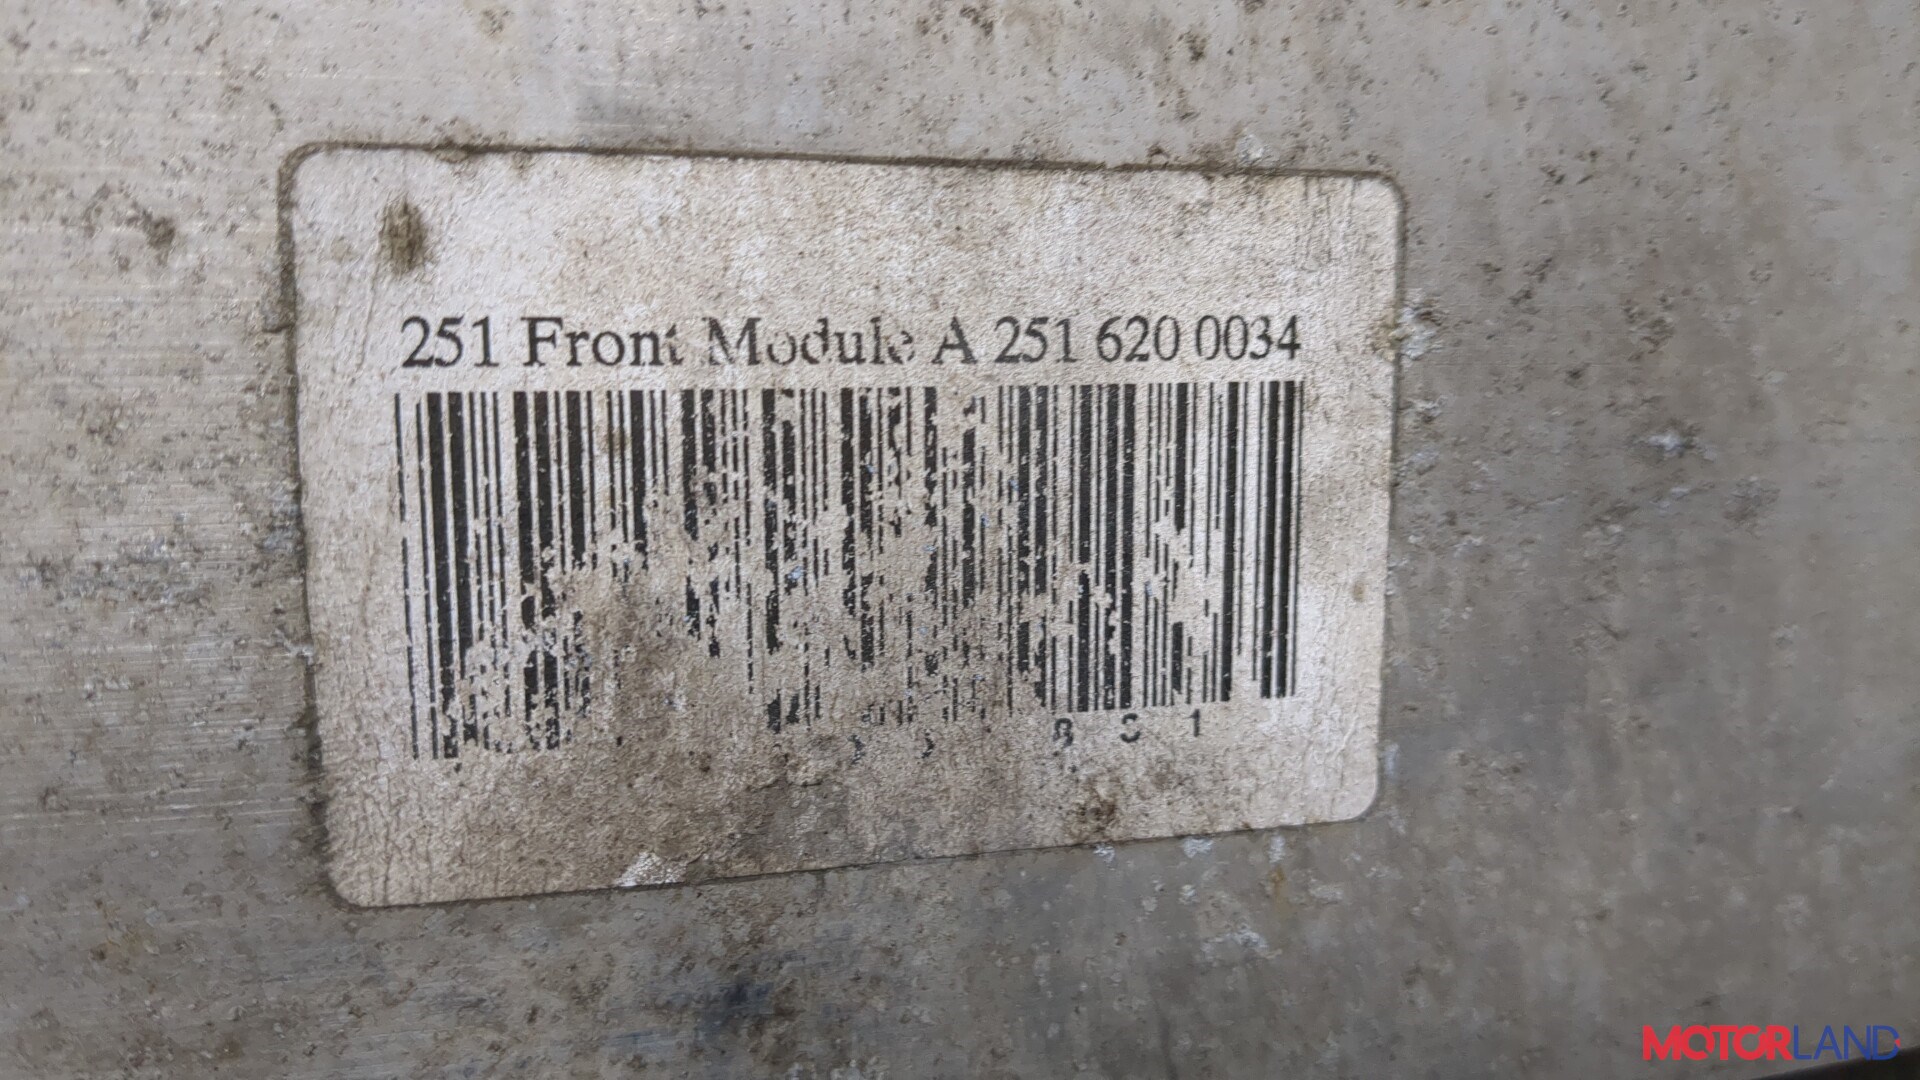 251 Front Module A 251 620 0034
MOTORLAND